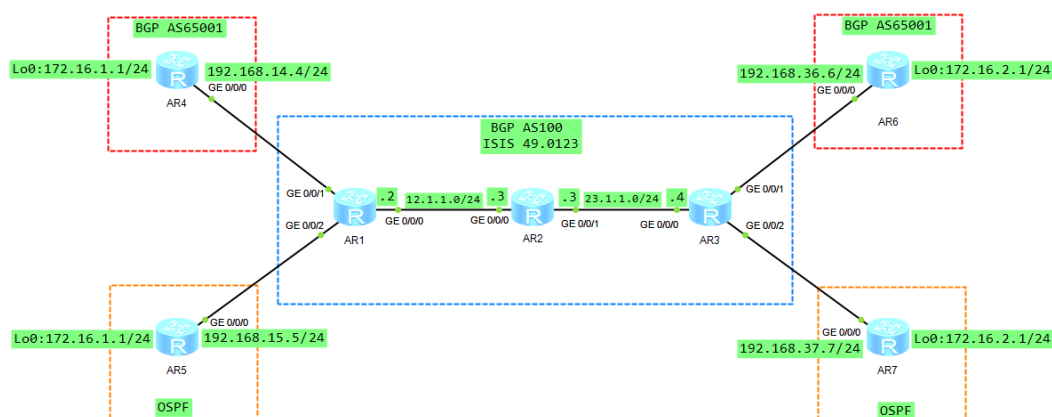 BGP AS65001
Lo0:172.16.1.1/24
192.168.14.4/24
GE 0/0/0
R
AR4
BGP AS65001
192.168.36.6/24
Lo0:172.16.2.1/24
GE 0/0/0
R
AR6
BGP AS100
ISIS 49.0123
GE 0/0/1
.2
12.1.1.0/24
.3
.3
23.1.1.0/24
.4
GE 0/0/1
R
GE 0/0/0
GE 0/0/0
R
GE 0/0/1
GE 0/0/0
R
GE 0/0/2
AR1
AR2
AR3
GE 0/0/2
Lo0:172.16.1.1/24
GE 0/0/0
192.168.15.5/24
R
AR5
OSPF
GE 0/0/0
192.168.37.7/24
Lo0:172.16.2.1/24
R
AR7
OSPF